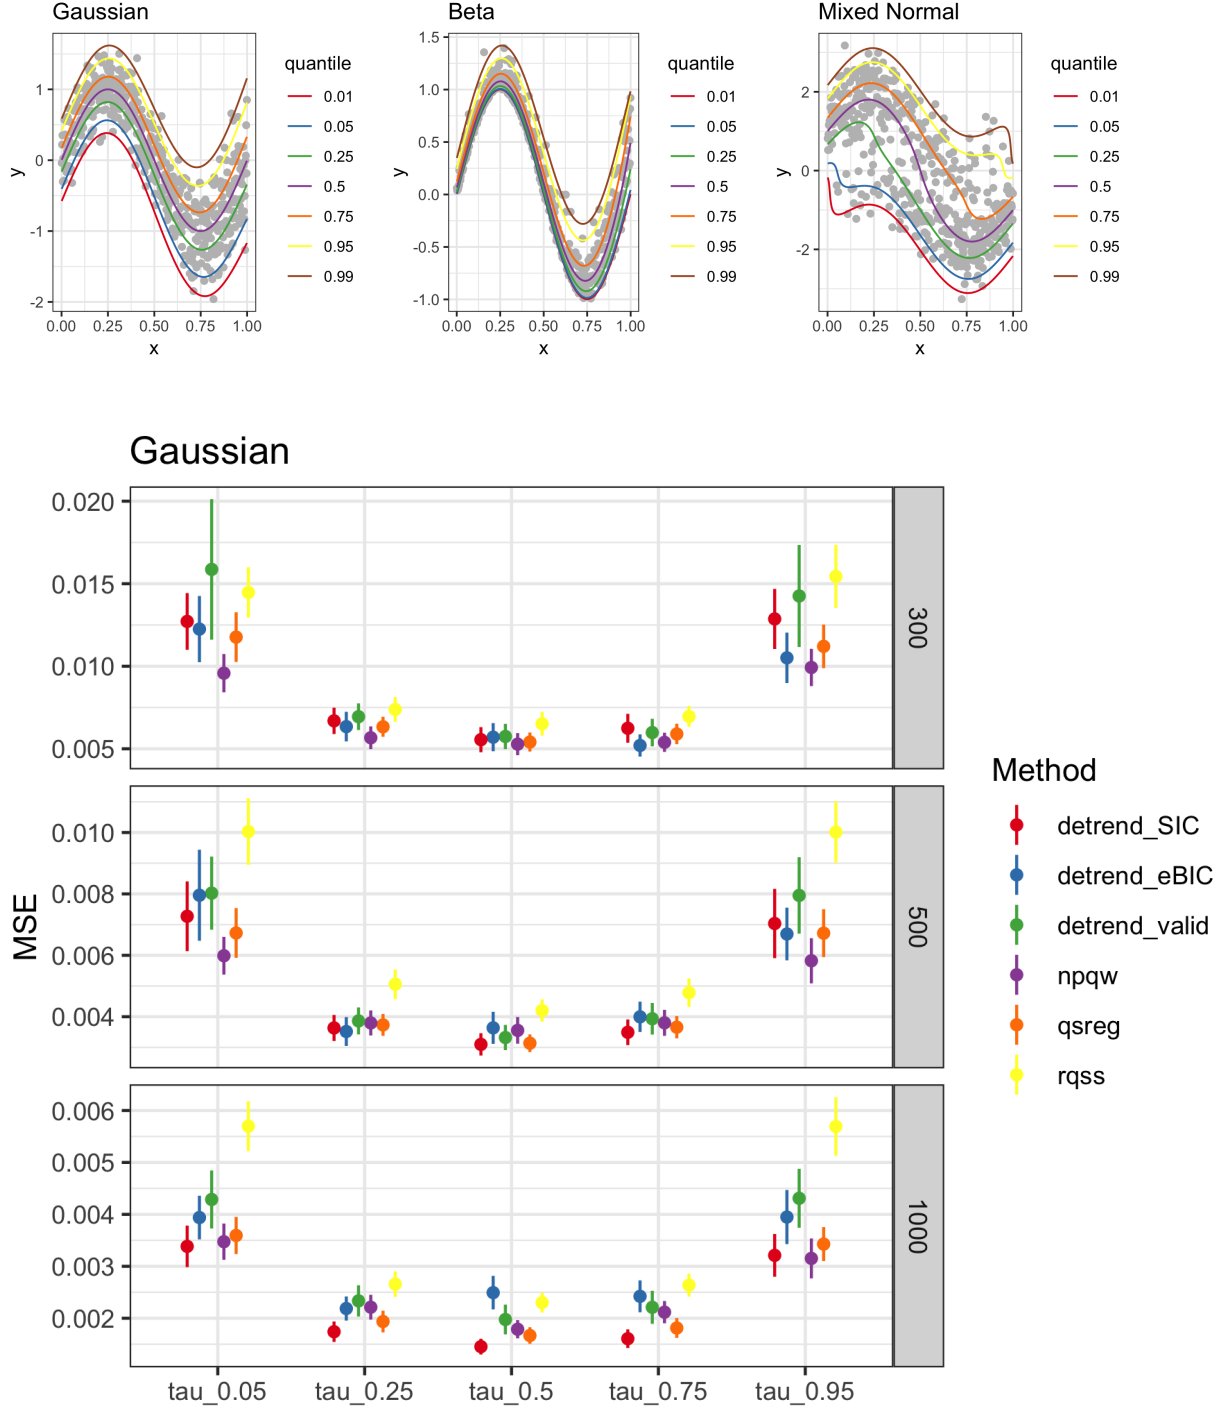 Gaussian
Beta
Mixed Normal
y
1
0
-1
-2
0.00 0.25 0.50 0.75 1.00
x
quantile
0.01
0.05
0.25
0.5
0.75
0.95
0.99
y
1.5
1.0
0.5
0.0
-0.5
-1.0
0.00 0.25 0.50 0.75 1.00
x
quantile
0.01
0.05
0.25
0.5
0.75
0.95
0.99
y
2
0
-2
0.00 0.25 0.50 0.75 1.00
x
quantile
0.01
0.05
0.25
0.5
0.75
0.95
0.99
Gaussian
MSE
0.020
0.015
0.010
0.005
300
0.010
0.008
0.006
0.004
500
0.006
0.005
0.004
0.003
0.002
1000
tau_0.05 tau_0.25 tau_0.5 tau_0.75 tau_0.95
Method
detrend_SIC
detrend_eBIC
detrend_valid
npqw
qsreg
rqss